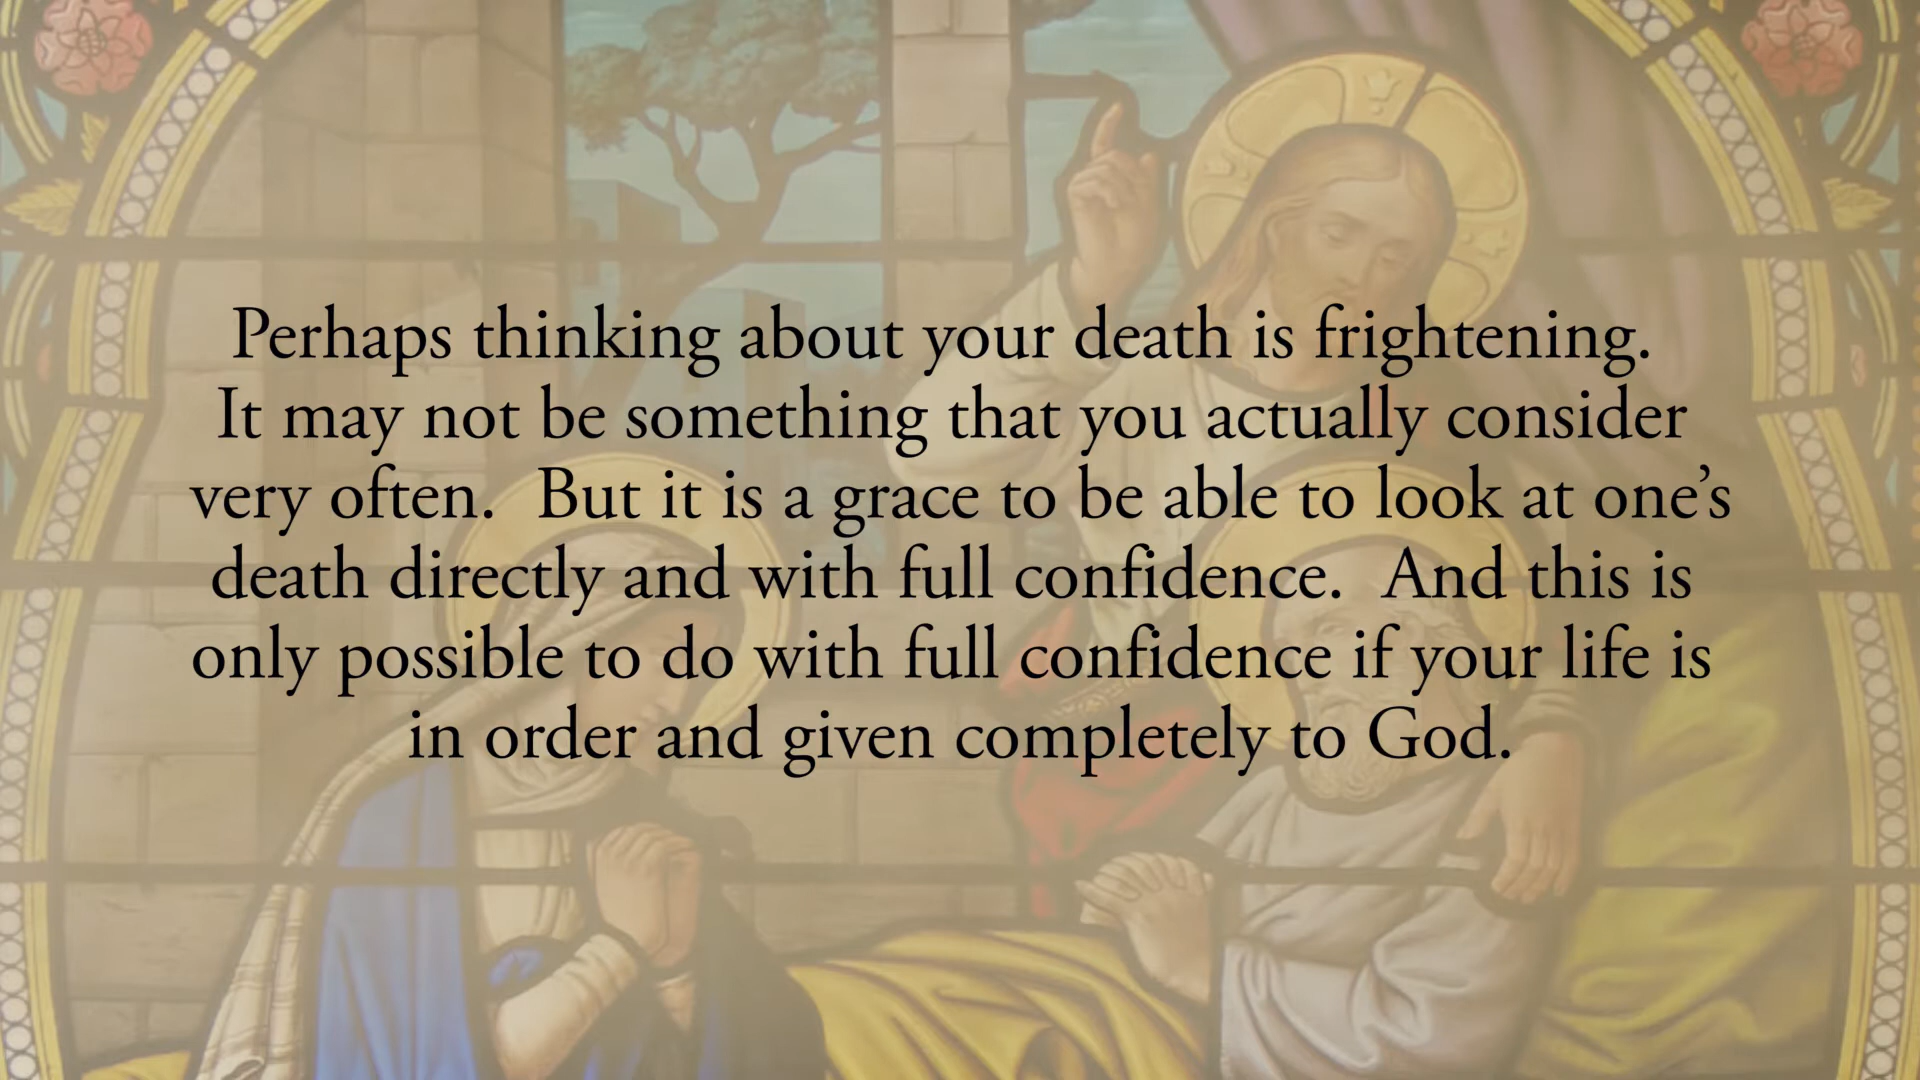 Perhaps thinking about your death is frightening.
It may not be something that you actually consider
very often.  But it is a grace to be able to look at one’s
death directly and with full confidence.  And this is
only possible to do with full confidence if your life is
in order and given completely to God.